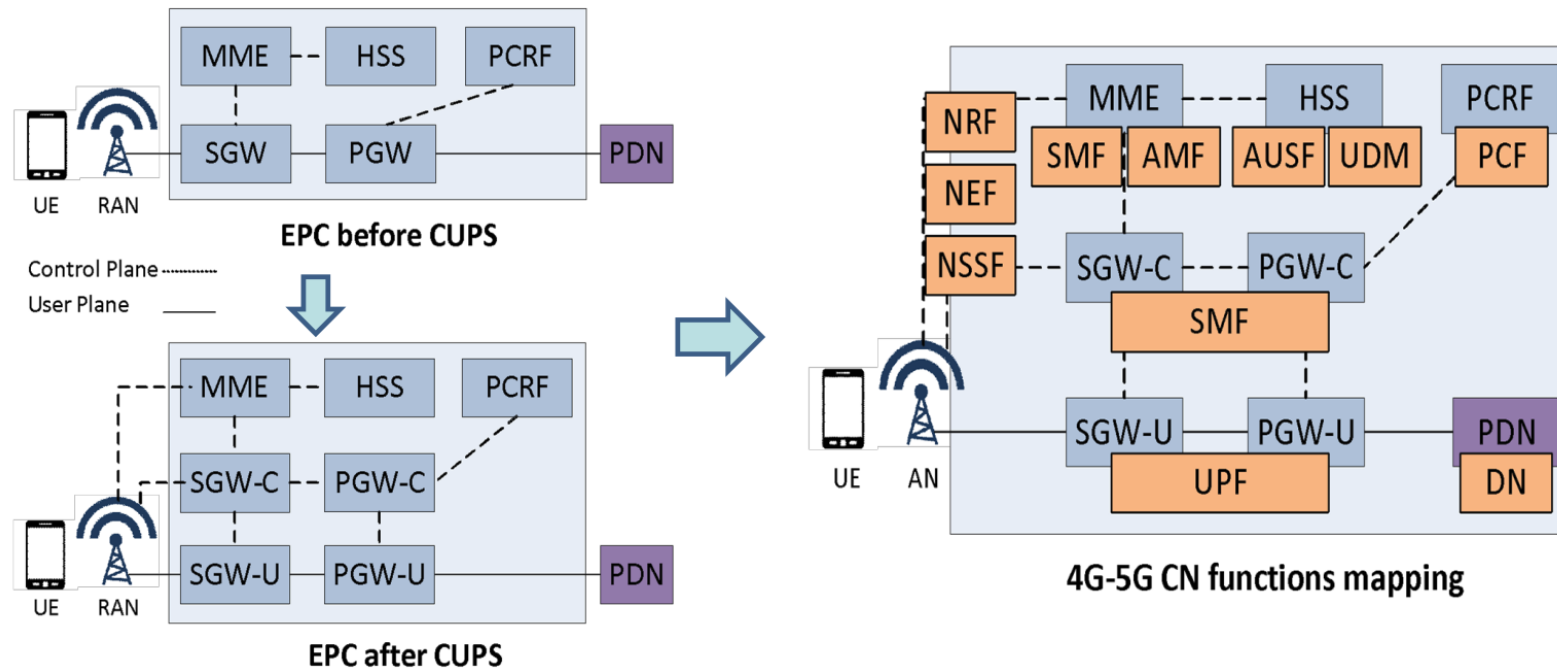 MME
HSS
PCRF
SGW
PGW
PDN
UE
RAN
EPC before CUPS
Control Plane
User Plane
MME
HSS
PCRF
SGW-C
PGW-C
SGW-U
PGW-U
PDN
UE
RAN
EPC after CUPS
NRF
MME
HSS
PCRF
SMF
AMF
AUSF
UDM
PCF
NEF
NSSF
SGW-C
PGW-C
SMF
SGW-U
PGW-U
PDN
UPF
DN
UE
AN
4G-5G CN functions mapping